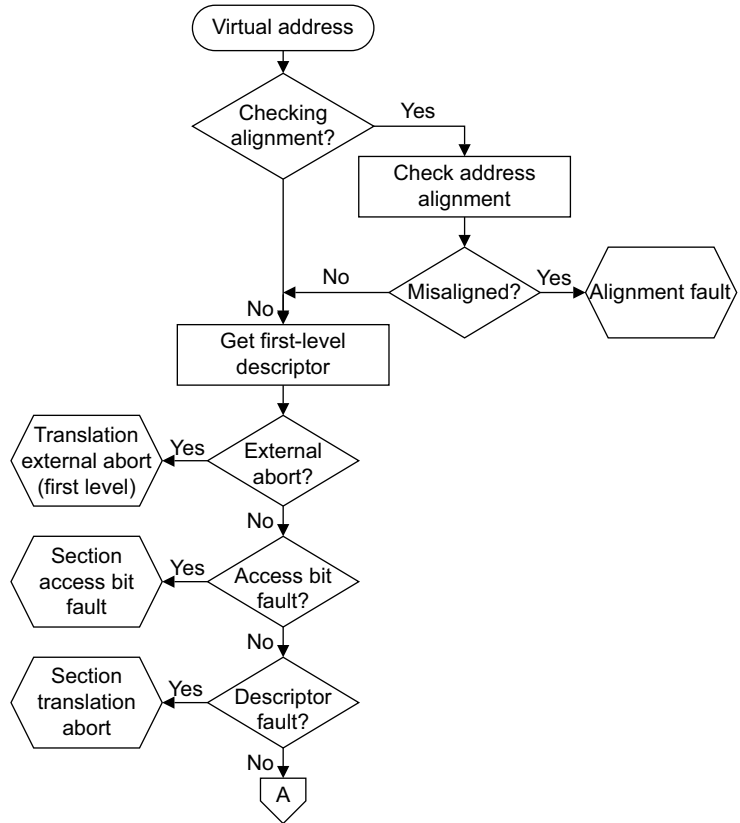 Virtual address
Checking
alignment?
Yes
Check address
alignment
Misaligned?
No
Yes
Alignment fault
No
Get first-level
descriptor
External
abort?
Yes
Translation
external abort
(first level)
No
Access bit
fault?
Yes
Section
access bit
fault
No
Descriptor
fault?
Yes
Section
translation
abort
No
A